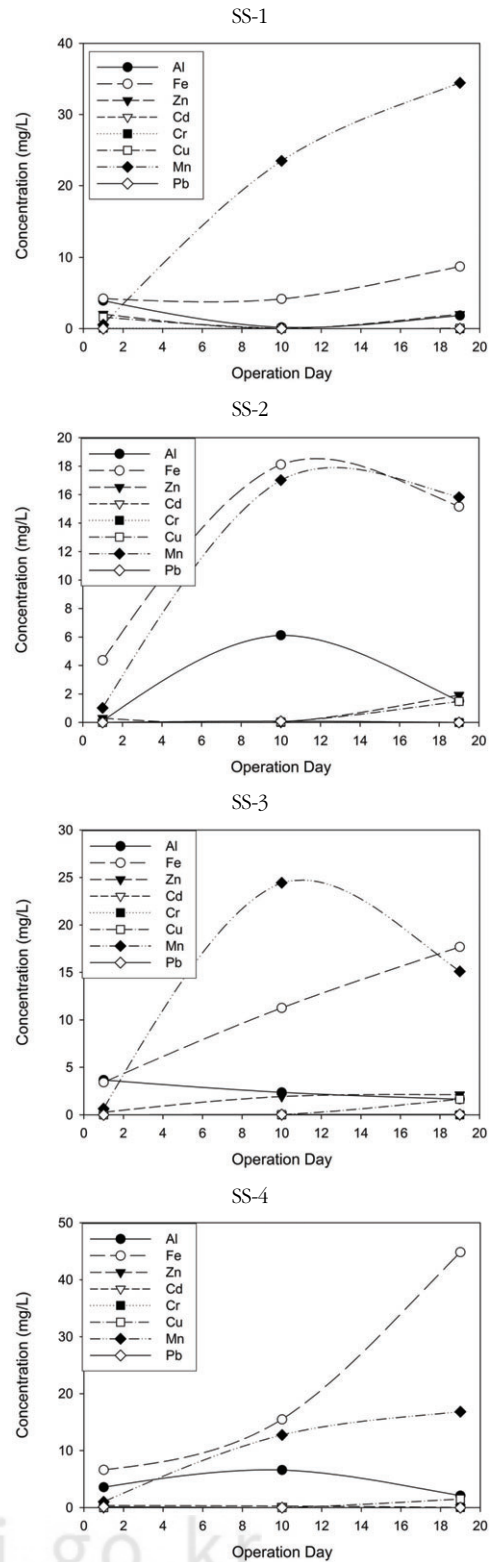 SS-1
40
30
20
10
0
Concentration (mg/L)
Al
Fe
Zn
Cd
Cr
Cu
Mn
Pb
0 2 4 6 8 10 12 14 16 18 20
Operation Day
SS-2
20
18
16
14
12
10
8
6
4
2
0
Concentration (mg/L)
Al
Fe
Zn
Cd
Cr
Cu
Mn
Pb
0 2 4 6 8 10 12 14 16 18 20
Operation Day
SS-3
30
25
20
15
10
5
0
Concentration (mg/L)
Al
Fe
Zn
Cd
Cr
Cu
Mn
Pb
0 2 4 6 8 10 12 14 16 18 20
Operation Day
SS-4
50
40
30
20
10
0
Concentration (mg/L)
Al
Fe
Zn
Cd
Cr
Cu
Mn
Pb
0 2 4 6 8 10 12 14 16 18 20
Operation Day
i.go.kr